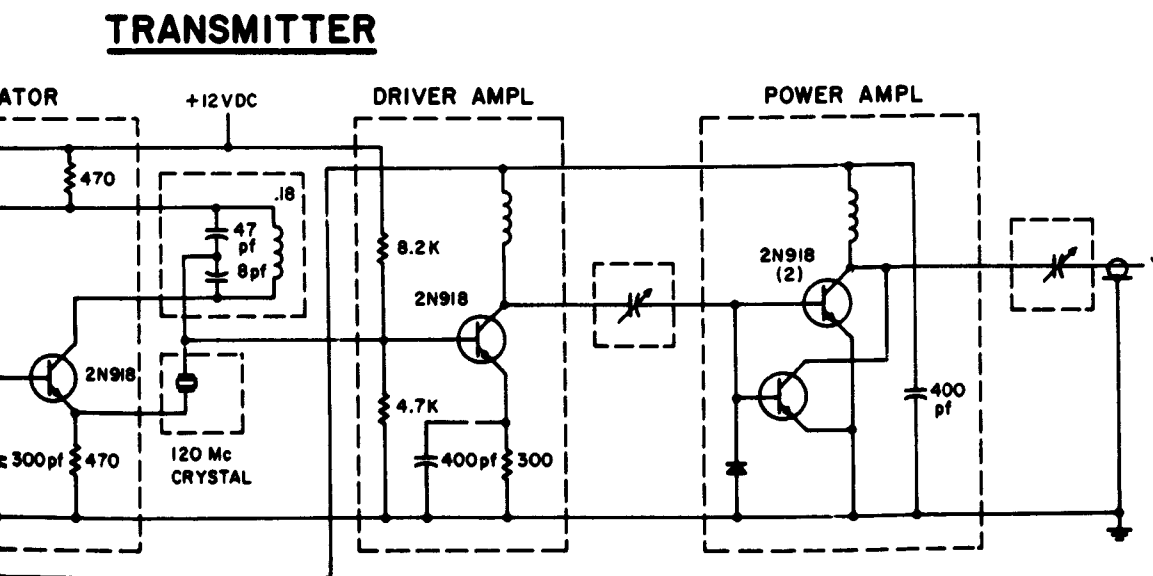 TRANSMITTER
ATOR
+12VDC
DRIVER AMPL
POWER AMPL
470
.18
47
pf
8pf
8.2K
2N918
2N918
(2)
2N918
4.7K
400
pf
300pf
470
120 Mc
CRYSTAL
400pf
300